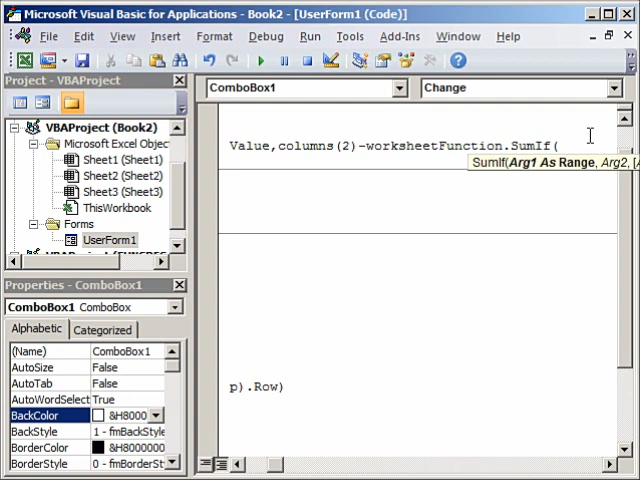 Microsoft Visual Basic for Applications - Book2 - [UserForm1 (Code)]
File Edit View Insert Format Debug Run Tools Add-Ins Window Help
Project - VBAProject
VBAProject (Book2)
Microsoft Excel Objec
Sheet1 (Sheet1)
Sheet2 (Sheet2)
Sheet3 (Sheet3)
ThisWorkbook
Forms
UserForm1
Properties - ComboBox1
ComboBox1 ComboBox
Alphabetic Categorized
(Name) ComboBox1
AutoSize False
AutoTab False
AutoWordSelect True
BackColor &H8000
BackStyle 1 - fmBackStyle
BorderColor &H8000000
BorderStyle 0 - fmBorderSt
ComboBox1 Change
Value,columns(2)-worksheetFunction.SumIf(
SumIf(Arg1 As Range, Arg2, [A
p).Row)